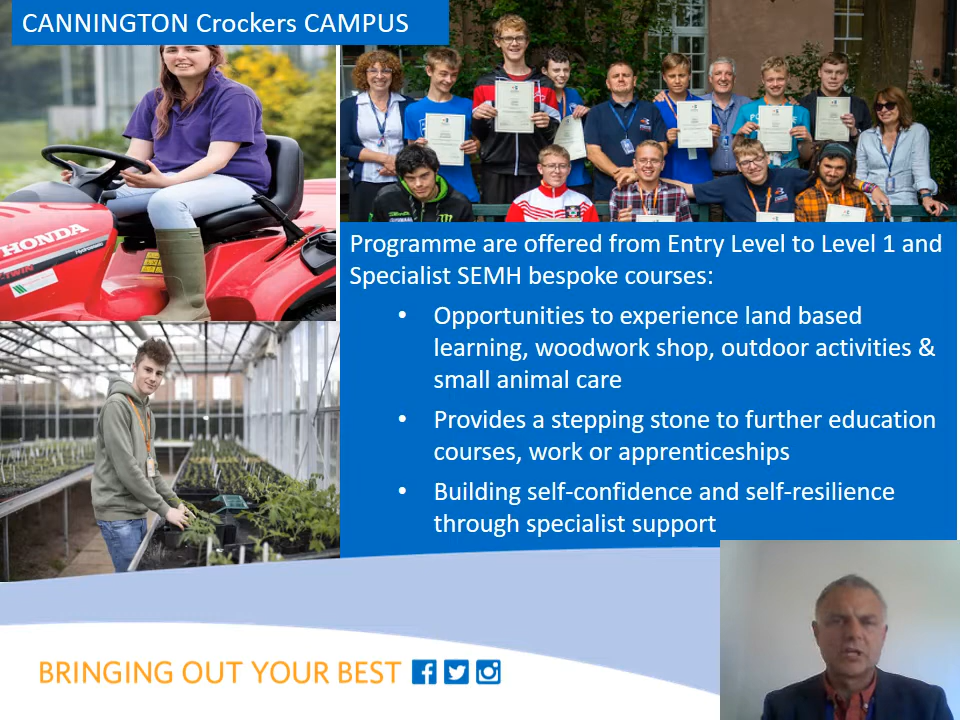 CANNINGTON Crockers CAMPUS
HONDA
TWIN
Programme are offered from Entry Level to Level 1 and
Specialist SEMH bespoke courses:
• Opportunities to experience land based
learning, woodwork shop, outdoor activities &
small animal care
• Provides a stepping stone to further education
courses, work or apprenticeships
• Building self-confidence and self-resilience
through specialist support
BRINGING OUT YOUR BEST